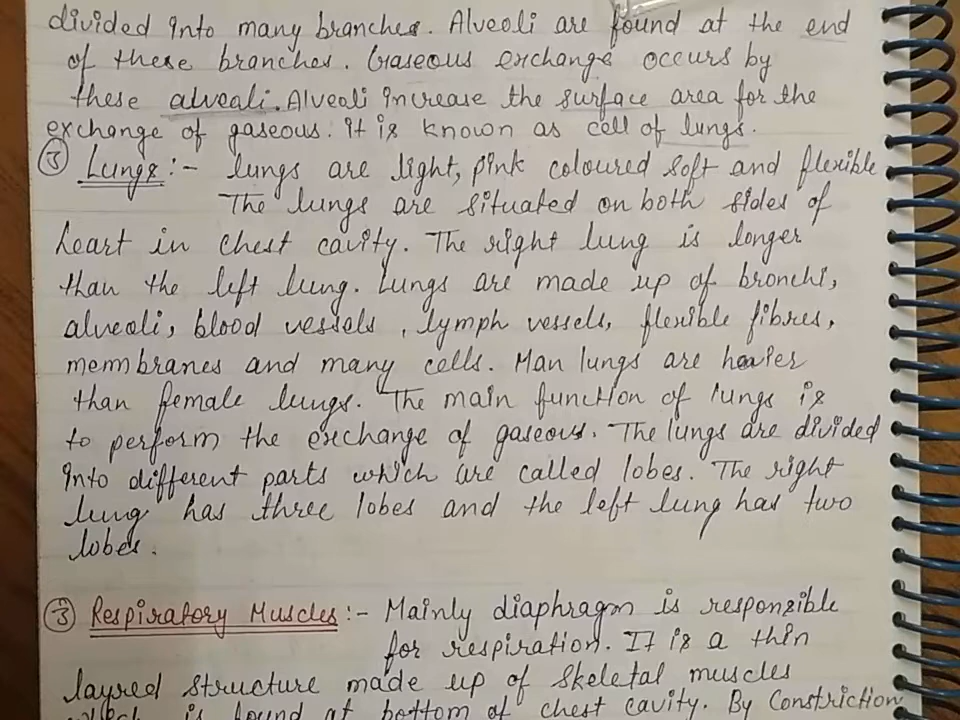 divided into many branches. Alveoli are found at the end
of these branches. Gaseous exchange occurs by
these alveoli. Alveoli increase the surface area for the
exchange of gaseous. It is known as cell of lungs.
③ Lungs :- lungs are light, pink coloured soft and flexible
The lungs are situated on both sides of
heart in chest cavity. The right lung is longer
than the left lung. Lungs are made up of bronchi,
alveoli, blood vessels, lymph vessels, flexible fibres,
membranes and many cells. Man lungs are
than female lungs. The main function of lungs is
to perform the exchange of gaseous. The lungs are divided
into different parts which are called lobes. The right
lung has three lobes and the left lung has two
lobes.
③ Respiratory Muscles :- Mainly diaphragm is responsible
for respiration. It is a thin
layred structure made up of skeletal muscles
which is found at bottom of chest cavity. By Constriction